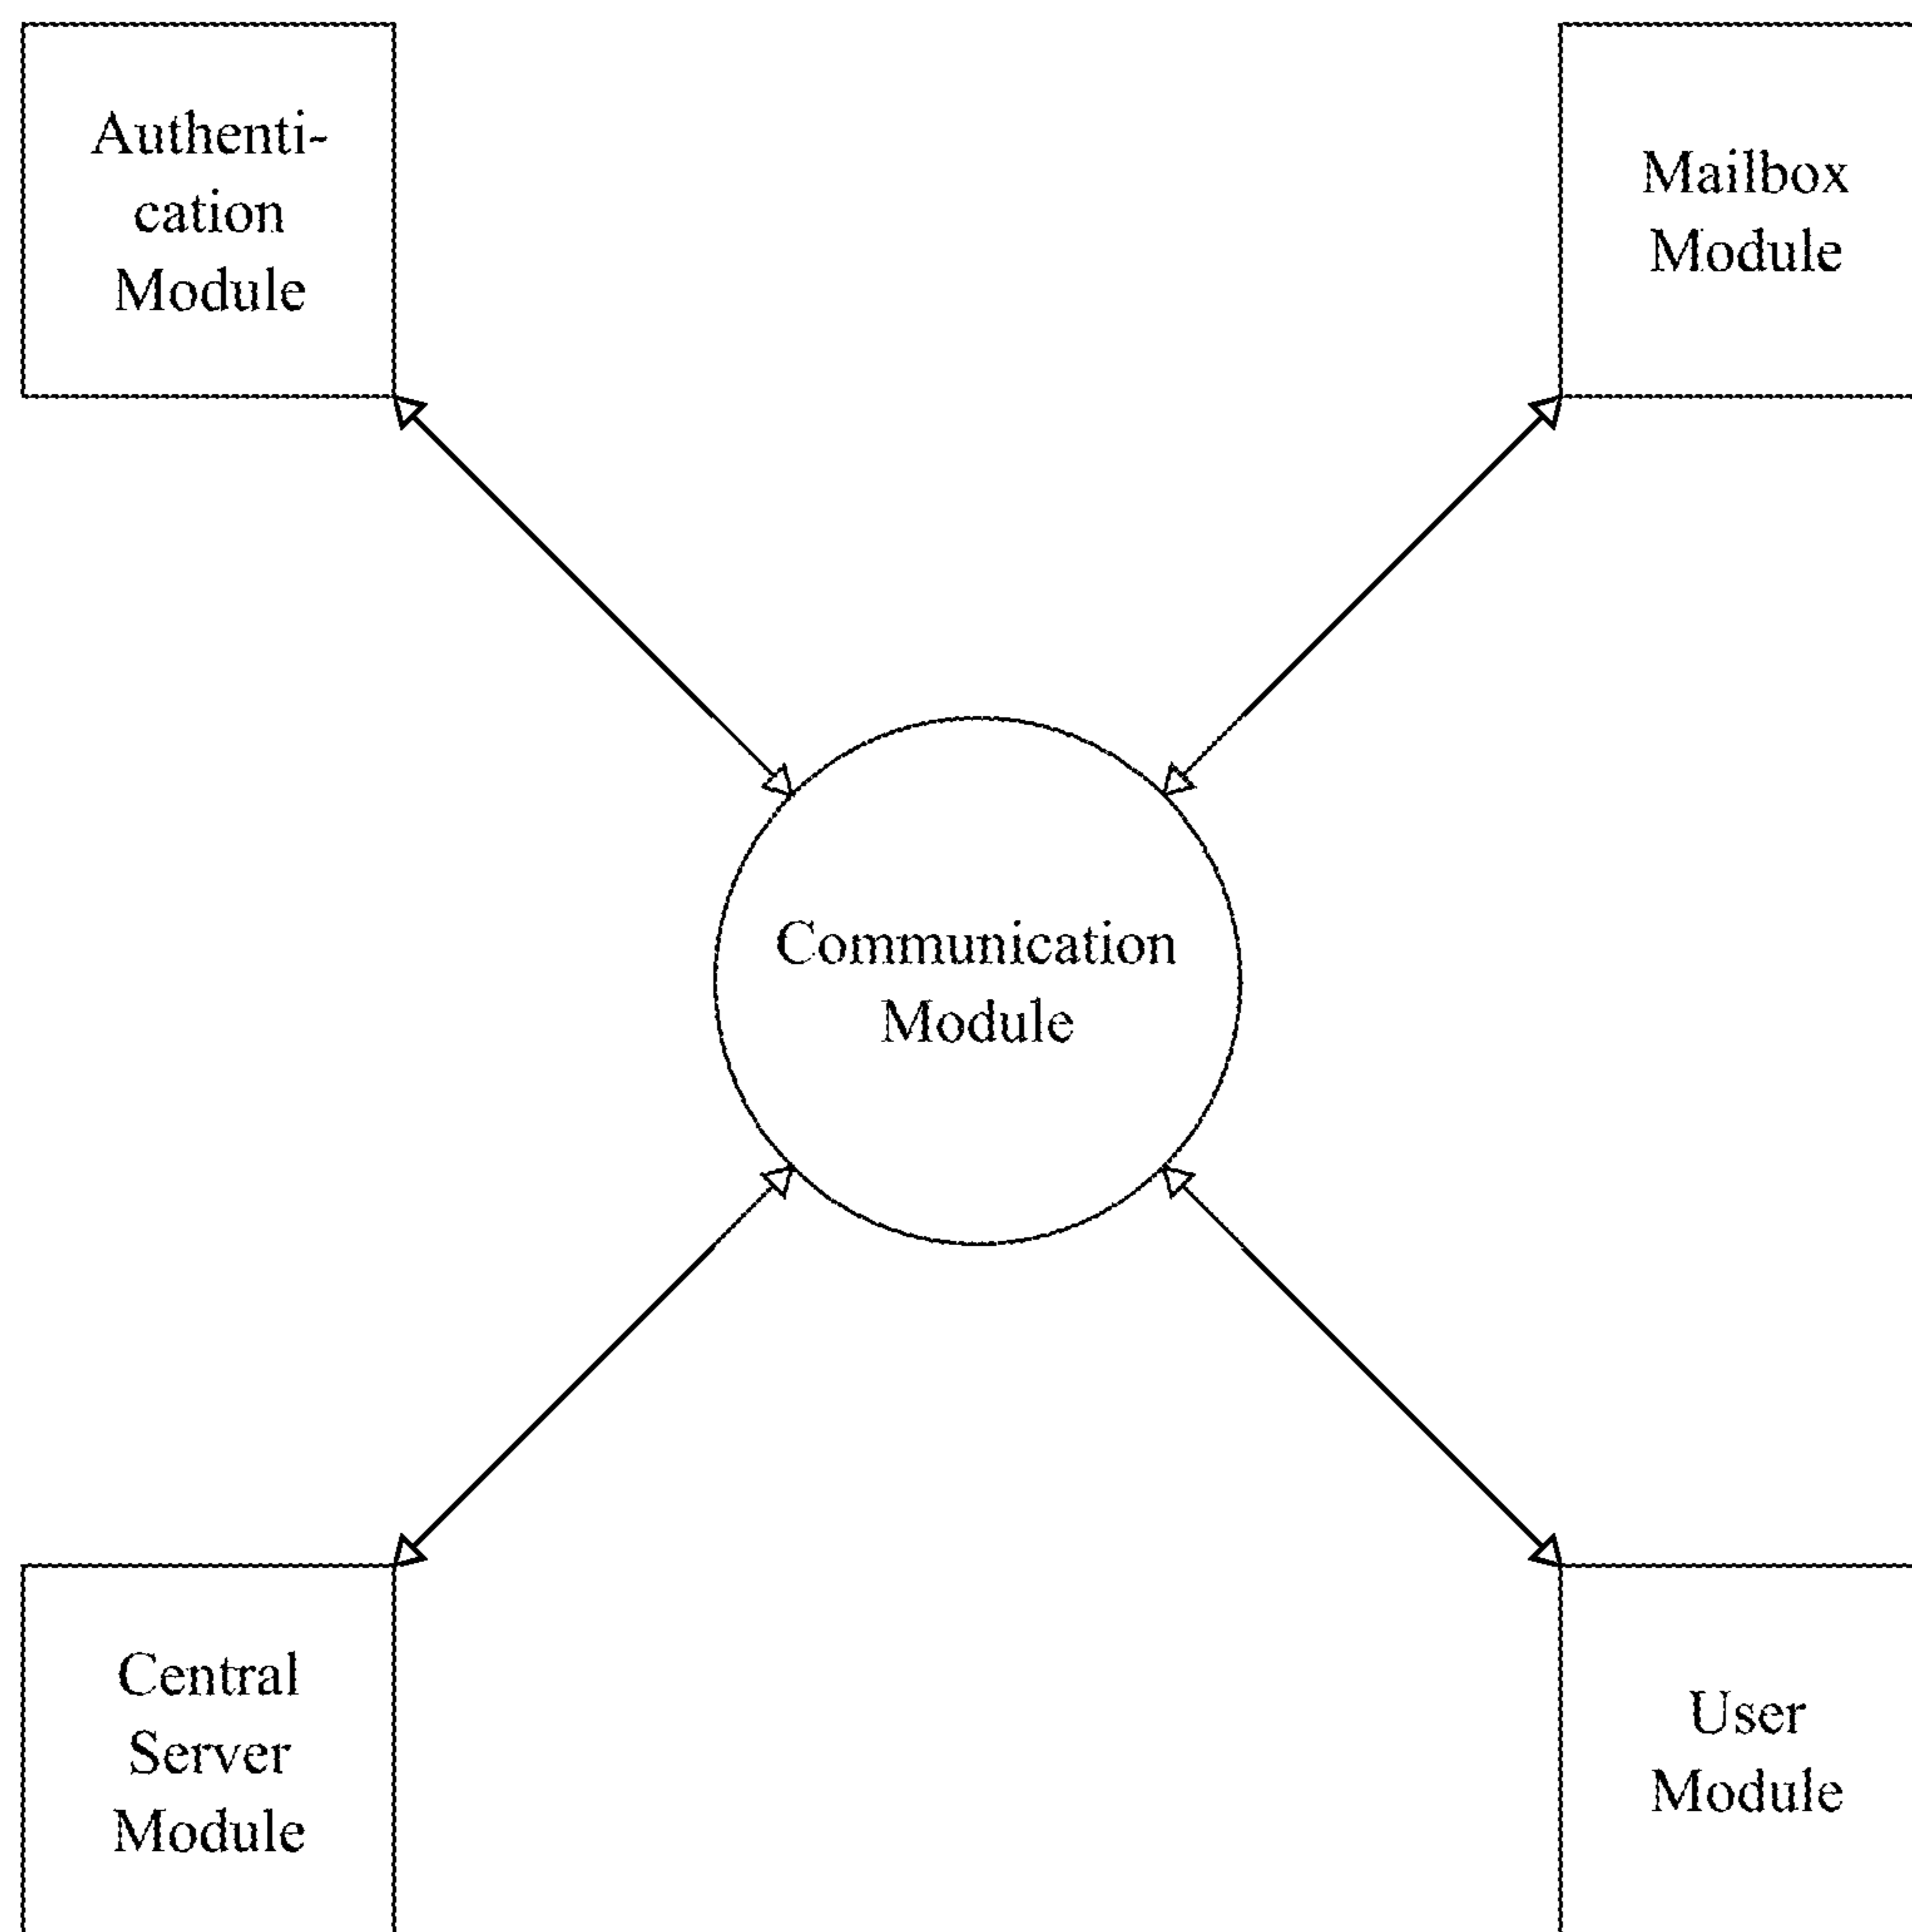 Authenti-
cation
Module
Mailbox
Module
Communication
Module
Central
Server
Module
User
Module